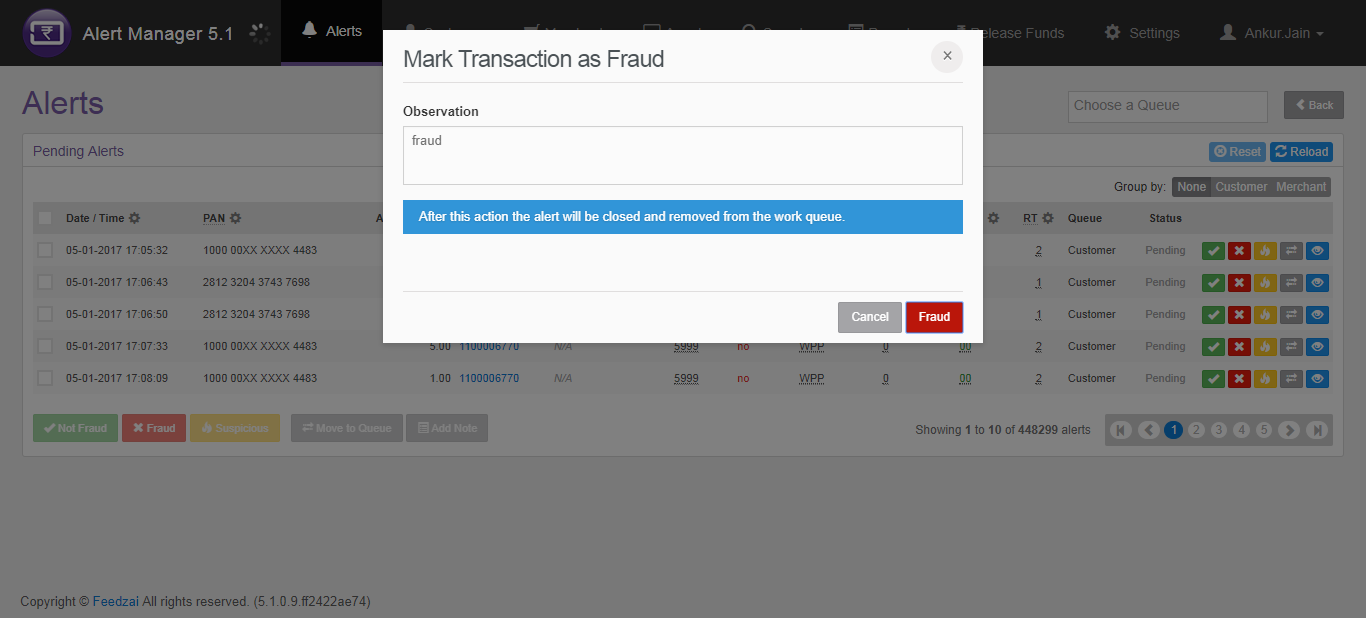 Alert Manager 5.1
Alerts
Release Funds
Settings
Ankur.Jain
Mark Transaction as Fraud
×
Alerts
Choose a Queue
Back
Observation
fraud
Pending Alerts
Reset
Reload
Group by: None Customer Merchant
After this action the alert will be closed and removed from the work queue.
Date / Time PAN A RT Queue Status
05-01-2017 17:05:32 1000 00XX XXXX 4483 2 Customer Pending
05-01-2017 17:06:43 2812 3204 3743 7698 1 Customer Pending
05-01-2017 17:06:50 2812 3204 3743 7698 1 Customer Pending
Cancel Fraud
05-01-2017 17:07:33 1000 00XX XXXX 4483 5.00 1100006770 N/A 5999 no WPP 0 00 2 Customer Pending
05-01-2017 17:08:09 1000 00XX XXXX 4483 1.00 1100006770 N/A 5999 no WPP 0 00 2 Customer Pending
Not Fraud Fraud Suspicious Move to Queue Add Note
Showing 1 to 10 of 448299 alerts
1 2 3 4 5
Copyright © Feedzai All rights reserved. (5.1.0.9.ff2422ae74)